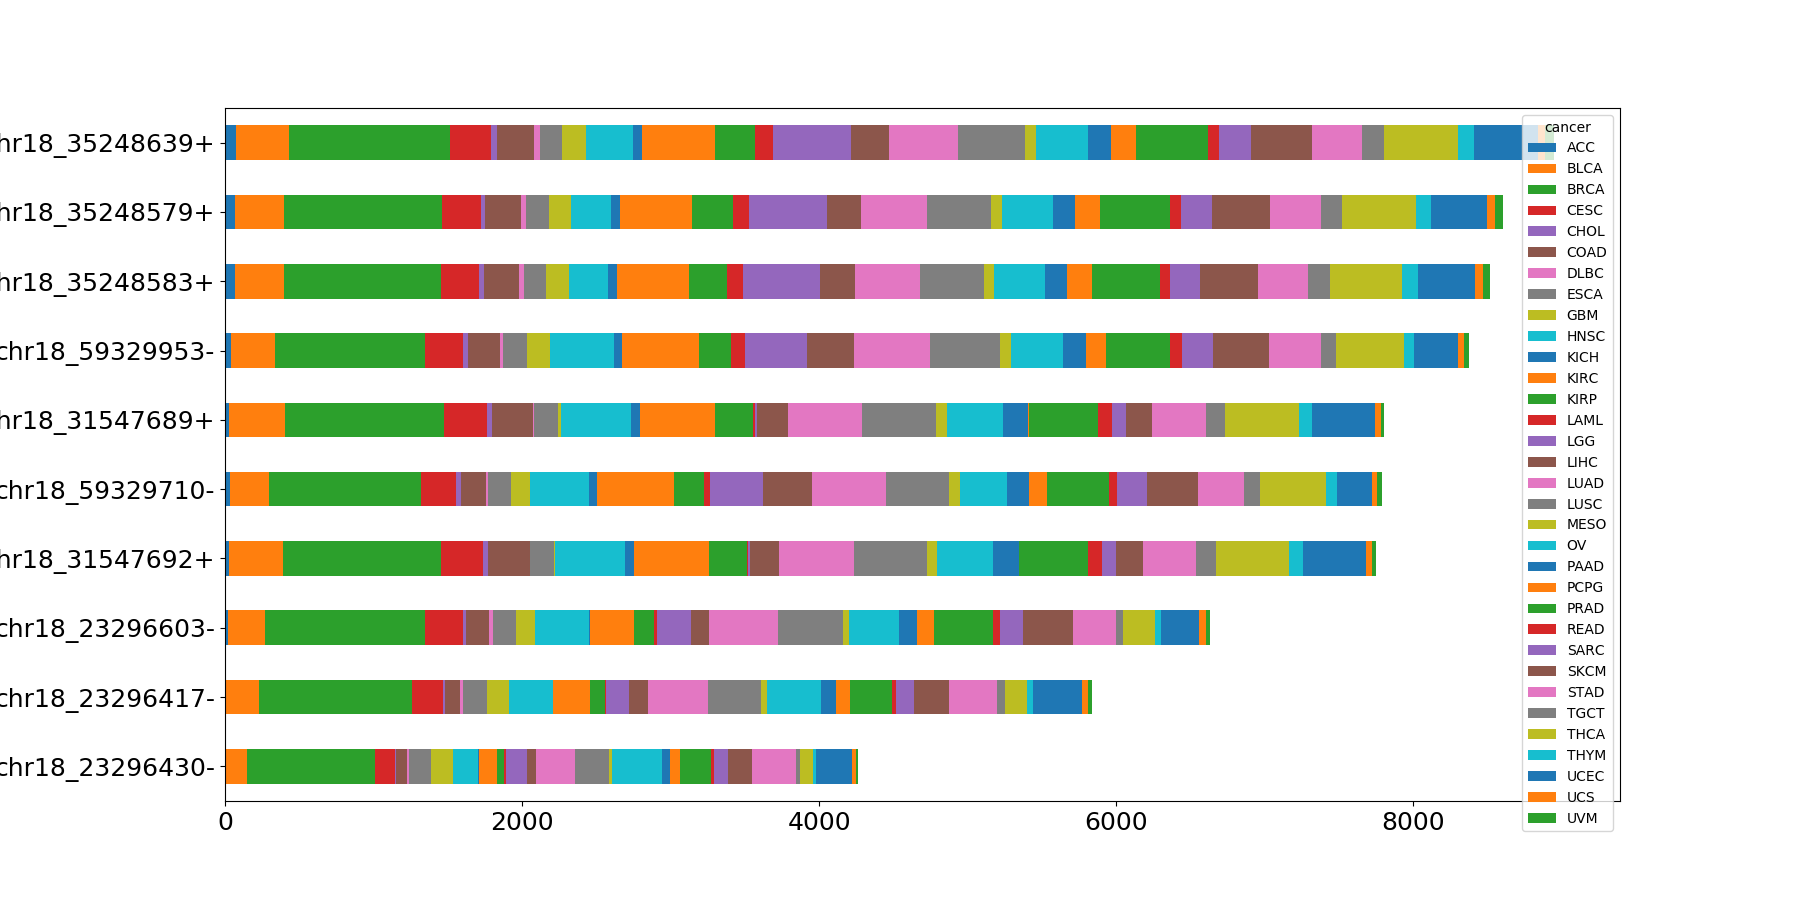 hr18_35248639+
hr18_35248579+
hr18_35248583+
chr18_59329953-
hr18_31547689+
chr18_59329710-
hr18_31547692+
chr18_23296603-
chr18_23296417-
chr18_23296430-
0 2000 4000 6000 8000
cancer
ACC
BLCA
BRCA
CESC
CHOL
COAD
DLBC
ESCA
GBM
HNSC
KICH
KIRC
KIRP
LAML
LGG
LIHC
LUAD
LUSC
MESO
OV
PAAD
PCPG
PRAD
READ
SARC
SKCM
STAD
TGCT
THCA
THYM
UCEC
UCS
UVM